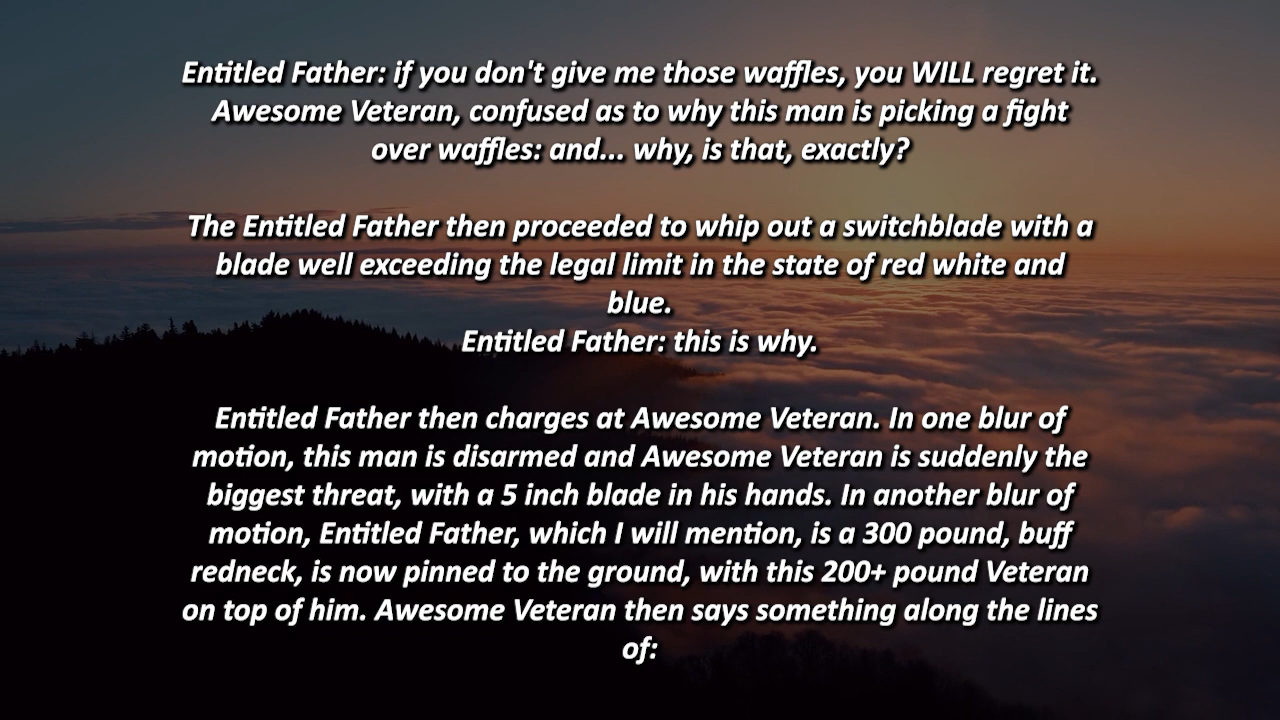 Entitled Father: if you don't give me those waffles, you WILL regret it.
Awesome Veteran, confused as to why this man is picking a fight
over waffles: and... why, is that, exactly?
The Entitled Father then proceeded to whip out a switchblade with a
blade well exceeding the legal limit in the state of red white and
blue.
Entitled Father: this is why.
Entitled Father then charges at Awesome Veteran. In one blur of
motion, this man is disarmed and Awesome Veteran is suddenly the
biggest threat, with a 5 inch blade in his hands. In another blur of
motion, Entitled Father, which I will mention, is a 300 pound, buff
redneck, is now pinned to the ground, with this 200+ pound Veteran
on top of him. Awesome Veteran then says something along the lines
of: